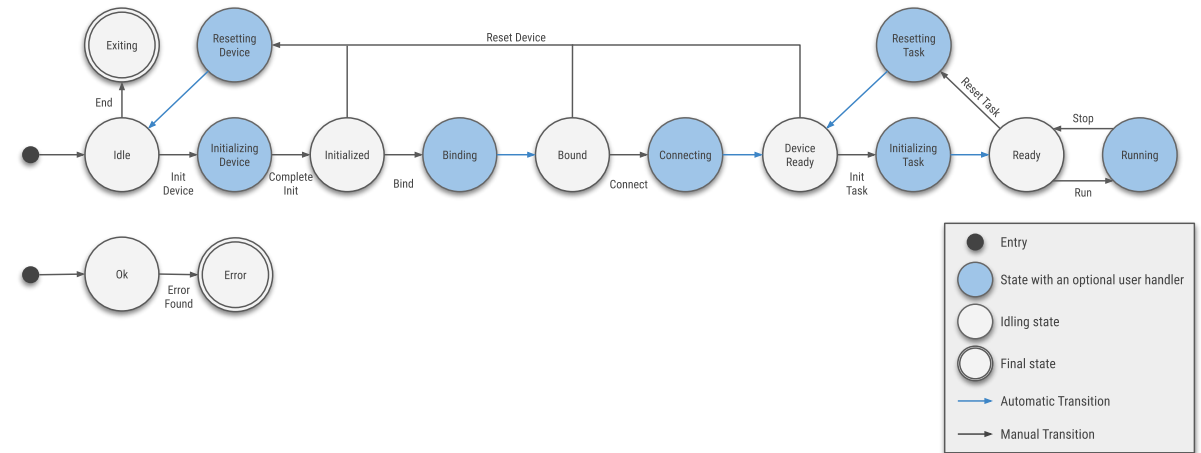 Exiting
Resetting
Device
Reset Device
Resetting
Task
End
Reset Task
Stop
Idle
Initializing
Device
Initialized
Binding
Bound
Connecting
Device
Ready
Initializing
Task
Ready
Running
Init
Device
Complete
Init
Bind
Connect
Init
Task
Run
Ok
Error
Error
Found
Entry
State with an optional user handler
Idling state
Final state
Automatic Transition
Manual Transition